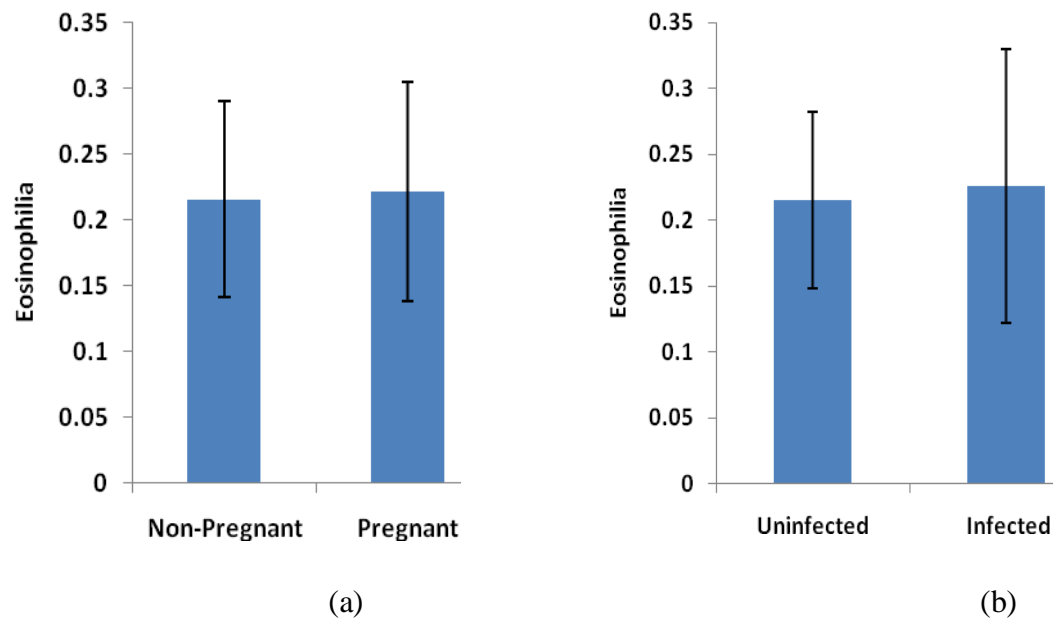 0.35
0.3
0.25
0.2
0.15
0.1
0.05
0
Eosinophilia
Non-Pregnant Pregnant
(a)
0.35
0.3
0.25
0.2
0.15
0.1
0.05
0
Eosinophilia
Uninfected Infected
(b)